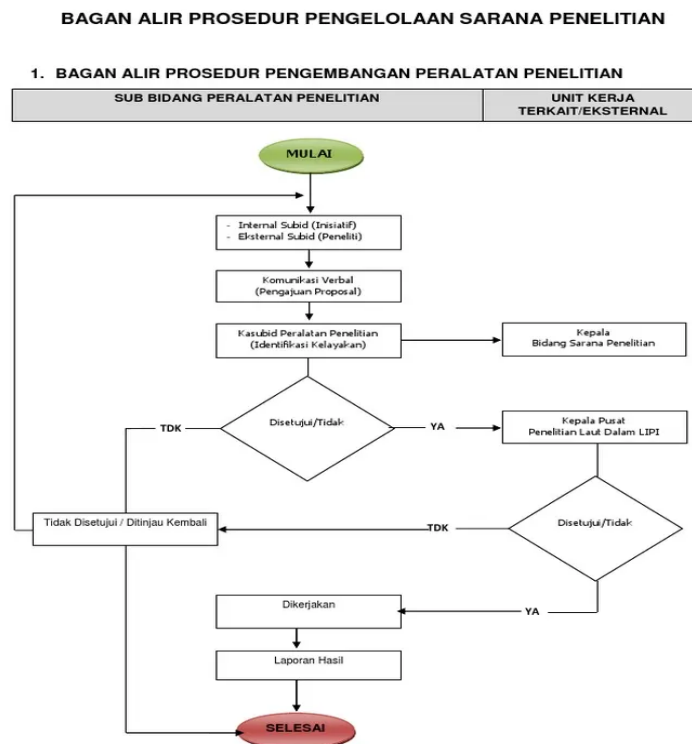 BAGAN ALIR PROSEDUR PENGELOLAAN SARANA PENELITIAN
1. BAGAN ALIR PROSEDUR PENGEMBANGAN PERALATAN PENELITIAN
SUB BIDANG PERALATAN PENELITIAN
UNIT KERJA
TERKAIT/EKSTERNAL
MULAI
- Internal Subid (Inisiatif)
- Eksternal Subid (Peneliti)
Komunikasi Verbal
(Pengajuan Proposal)
Kasubid Peralatan Penelitian
(Identifikasi Kelayakan)
Kepala
Bidang Sarana Penelitian
Disetujui/Tidak
TDK
YA
Kepala Pusat
Penelitian Laut Dalam LIPI
Tidak Disetujui / Ditinjau Kembali
TDK
Disetujui/Tidak
Dikerjakan
YA
Laporan Hasil
SELESAI